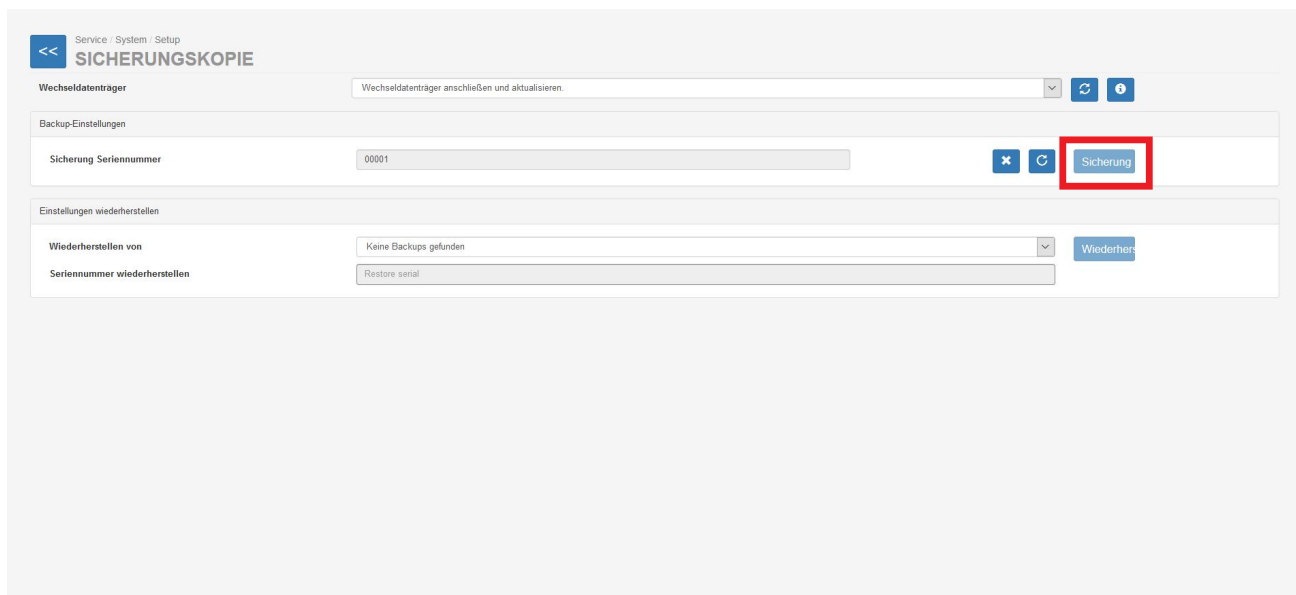 <<
Service / System / Setup
SICHERUNGSKOPIE
Wechseldatenträger
Wechseldatenträger anschließen und aktualisieren.
Backup-Einstellungen
Sicherung Seriennummer
00001
Sicherung
Einstellungen wiederherstellen
Wiederherstellen von
Keine Backups gefunden
Wiederhers
Seriennummer wiederherstellen
Restore serial